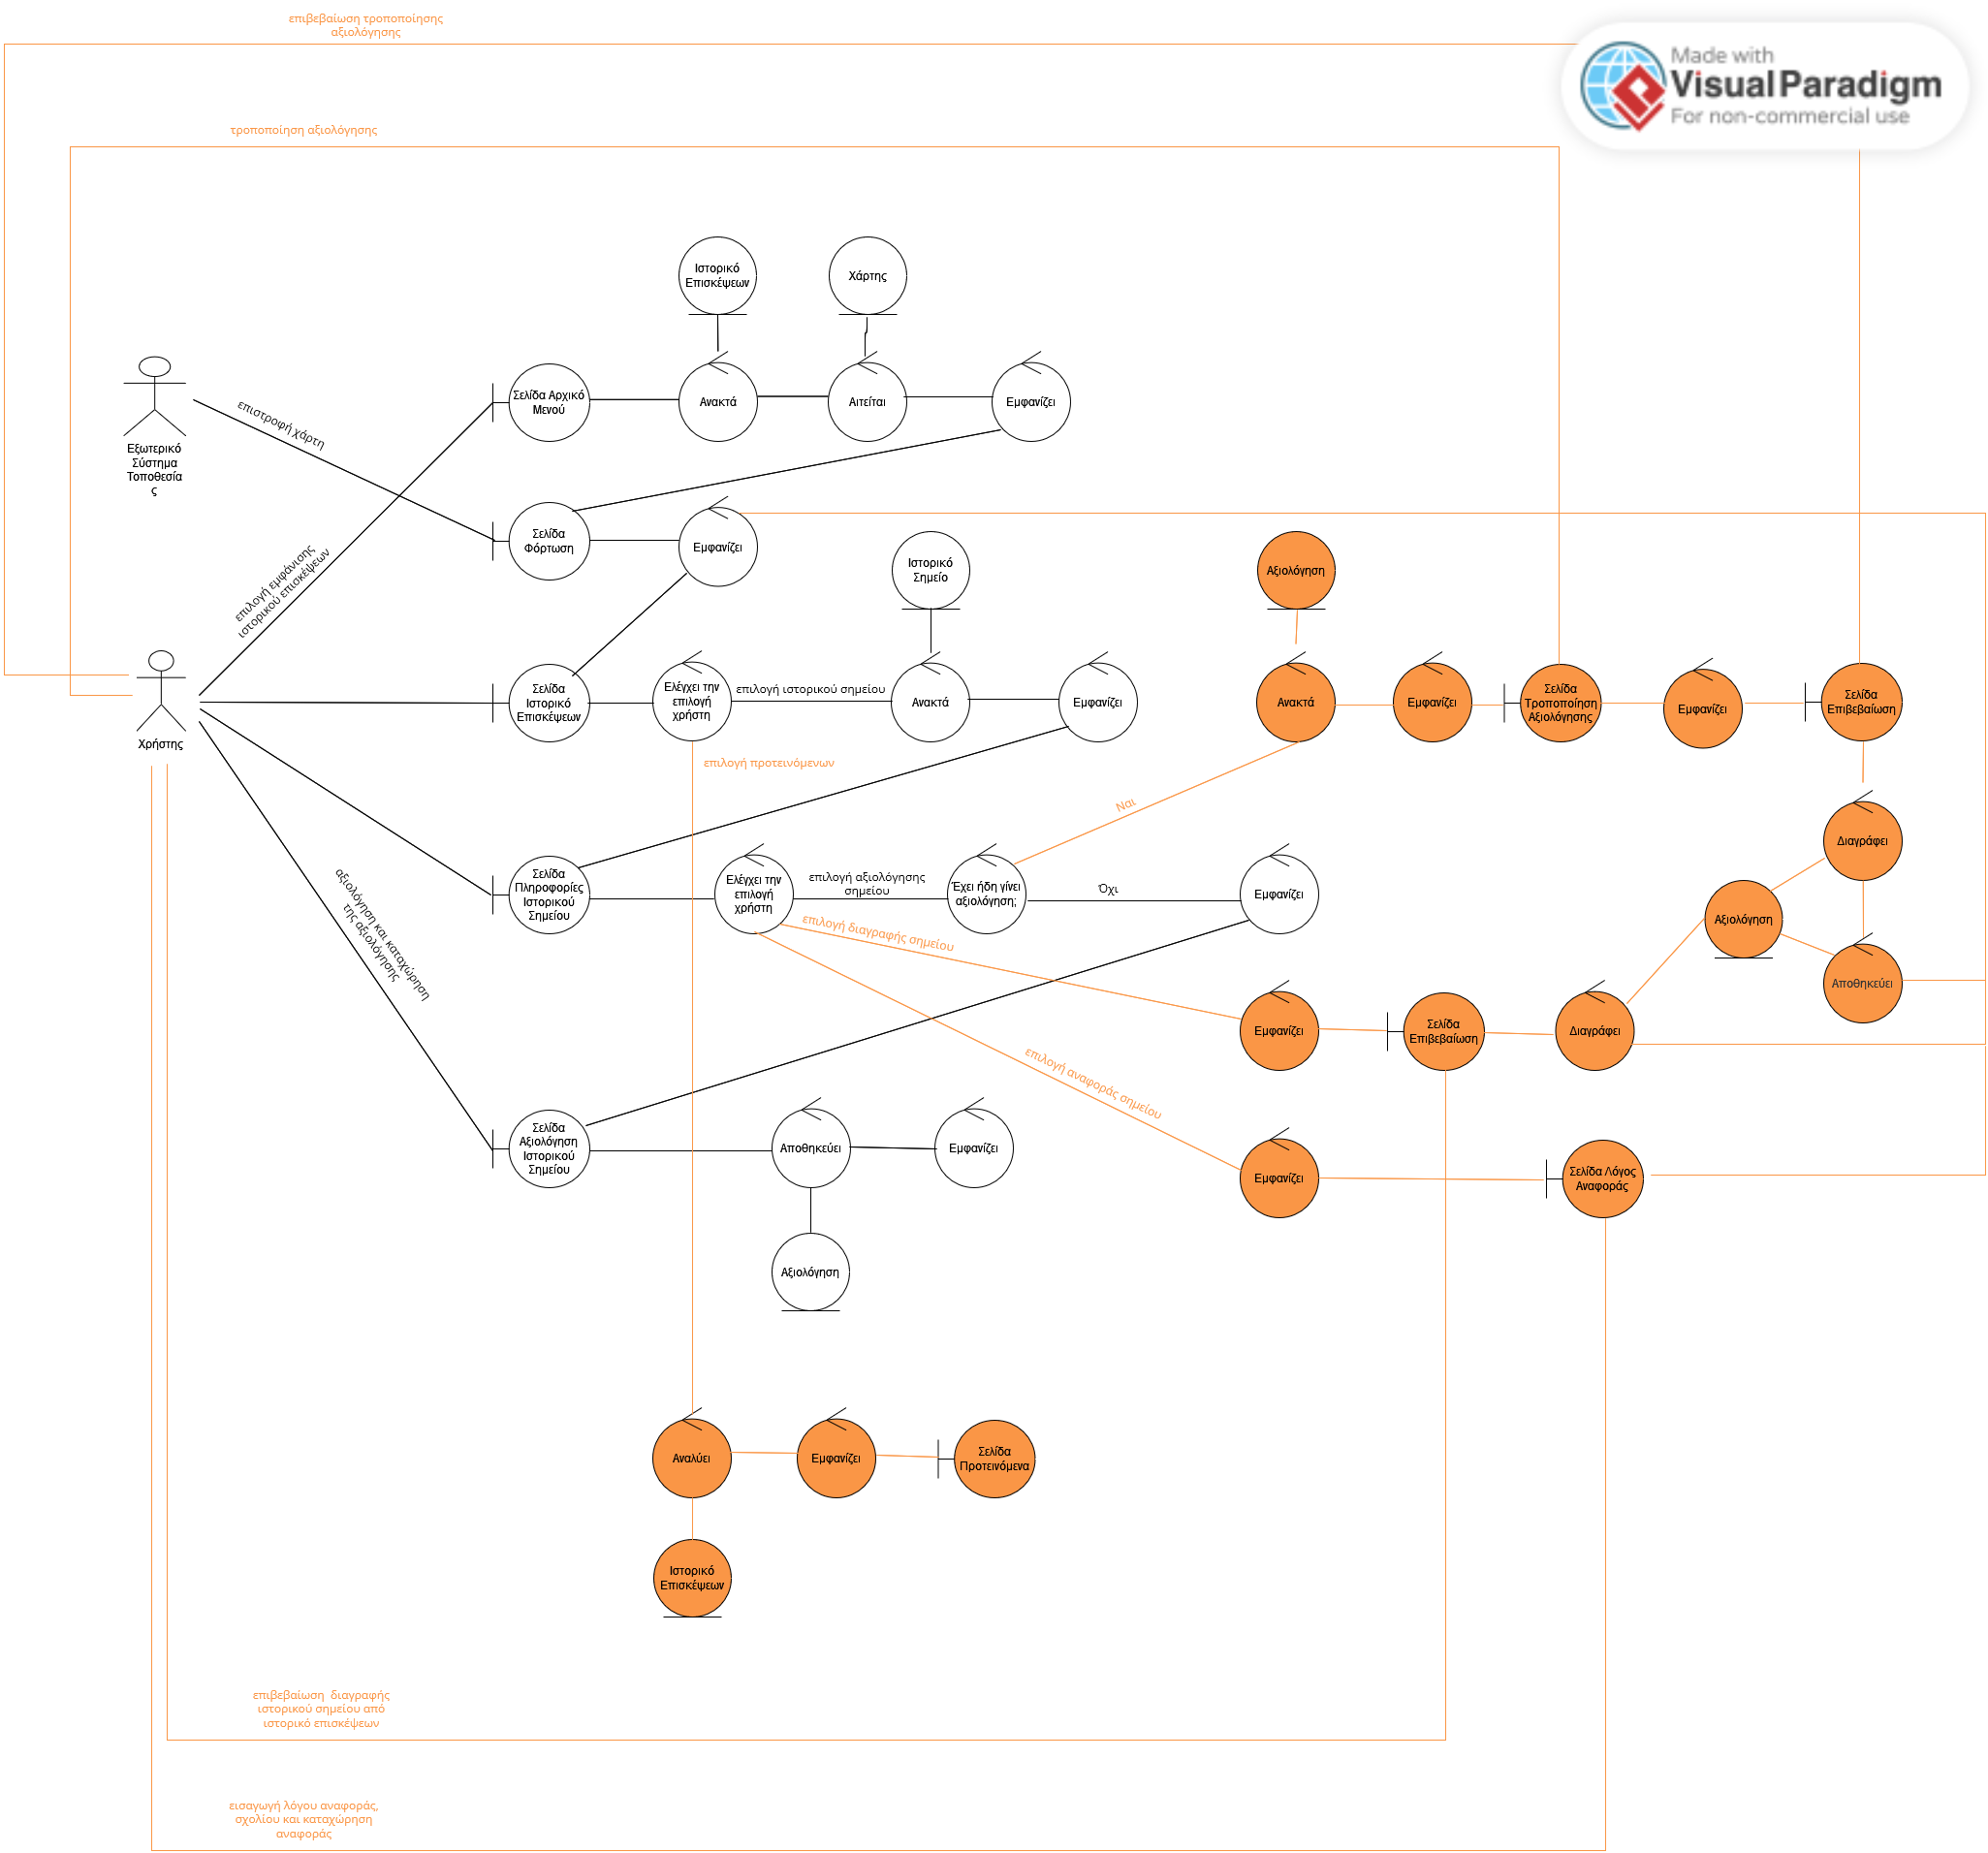 επιβεβαίωση τροποποίησης
αξιολόγησης
Made with
Visual Paradigm
For non-commercial use
τροποποίηση αξιολόγησης
Ιστορικό
Επισκέψεων
Χάρτης
Εξωτερικό
Σύστημα
Τοποθεσία
ς
επιστροφή χάρτη
Σελίδα Αρχικό
Μενού
Ανακτά
Αιτείται
Εμφανίζει
Σελίδα
Φόρτωση
Εμφανίζει
επιλογή εμφάνισης
ιστορικού επισκέψεων
Ιστορικό
Σημείο
Αξιολόγηση
Χρήστης
Σελίδα
Ιστορικό
Επισκέψεων
Ελέγχει την
επιλογή
χρήστη
επιλογή ιστορικού σημείου
Ανακτά
Εμφανίζει
Ανακτά
Εμφανίζει
Σελίδα
Τροποποίηση
Αξιολόγησης
Εμφανίζει
Σελίδα
Επιβεβαίωση
επιλογή προτεινόμενων
Ναι
Διαγράφει
Σελίδα
Πληροφορίες
Ιστορικού
Σημείου
Ελέγχει την
επιλογή
χρήστη
επιλογή αξιολόγησης
σημείου
Έχει ήδη γίνει
αξιολόγηση;
Όχι
Εμφανίζει
Αξιολόγηση
αξιολόγηση και καταχώρηση
της αξιολόγησης
επιλογή διαγραφής σημείου
Αποθηκεύει
Εμφανίζει
Σελίδα
Επιβεβαίωση
Διαγράφει
επιλογή αναφοράς σημείου
Σελίδα
Αξιολόγηση
Ιστορικού
Σημείου
Αποθηκεύει
Εμφανίζει
Εμφανίζει
Σελίδα Λόγος
Αναφοράς
Αξιολόγηση
Αναλύει
Εμφανίζει
Σελίδα
Προτεινόμενα
Ιστορικό
Επισκέψεων
επιβεβαίωση διαγραφής
ιστορικού σημείου από
ιστορικό επισκέψεων
εισαγωγή λόγου αναφοράς,
σχολίου και καταχώρηση
αναφοράς